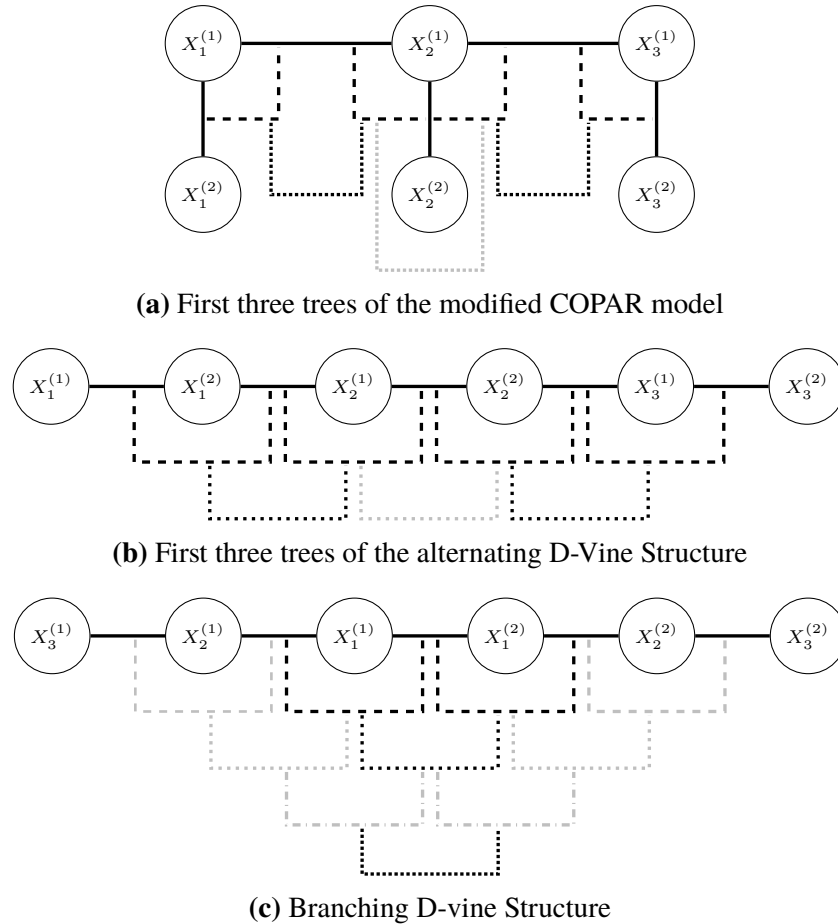 X_1^{(1)} X_2^{(1)} X_3^{(1)}
X_1^{(2)} X_2^{(2)} X_3^{(2)}
(a) First three trees of the modified COPAR model
X_1^{(1)} X_1^{(2)} X_2^{(1)} X_2^{(2)} X_3^{(1)} X_3^{(2)}
(b) First three trees of the alternating D-Vine Structure
X_3^{(1)} X_2^{(1)} X_1^{(1)} X_1^{(2)} X_2^{(2)} X_3^{(2)}
(c) Branching D-vine Structure